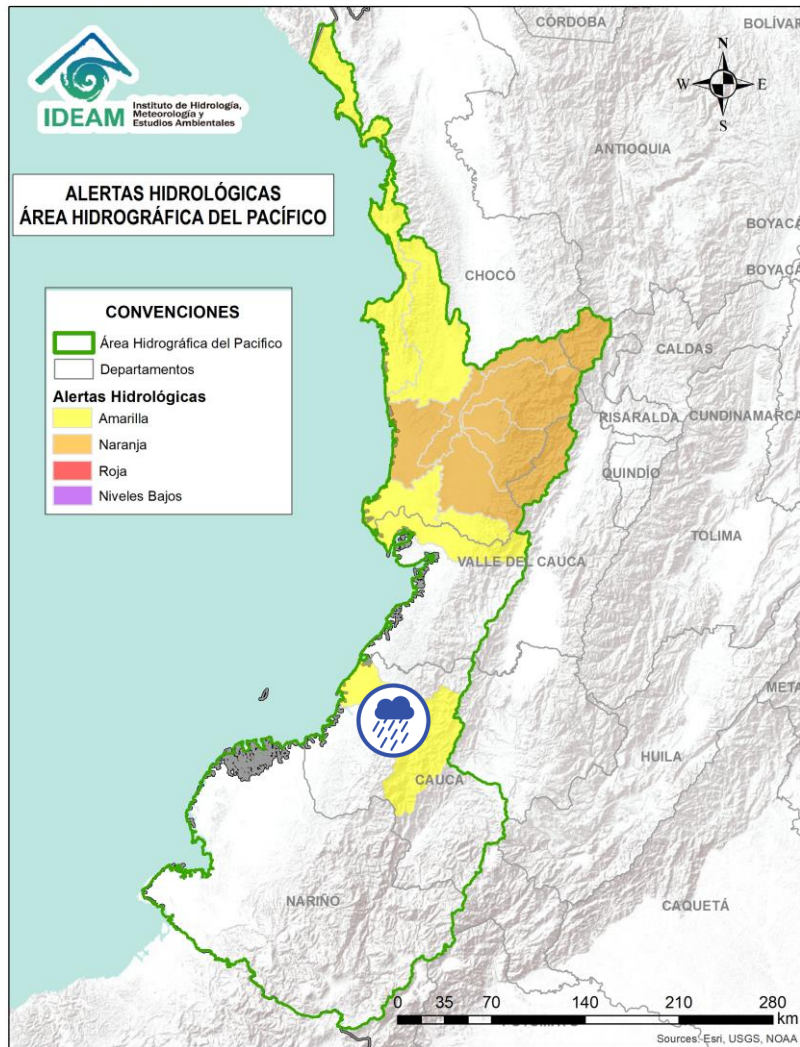 IDEAM
Instituto de Hidrología,
Meteorología y
Estudios Ambientales
ALERTAS HIDROLÓGICAS
ÁREA HIDROGRÁFICA DEL PACÍFICO
CONVENCIONES
Área Hidrográfica del Pacifico
Departamentos
Alertas Hidrológicas
Amarilla
Naranja
Roja
Niveles Bajos
N
W
E
S
CÓRDOBA
BOLÍVAR
ANTIOQUIA
BOYACÁ
BOYACÁ
CHOCÓ
CALDAS
RISARALDA
CUNDINAMARCA
QUINDÍO
TOLIMA
VALLE DEL CAUCA
META
HUILA
CAUCA
NARIÑO
CAQUETÁ
0 35 70 140 210 280
km
Sources: Esri, USGS, NOAA